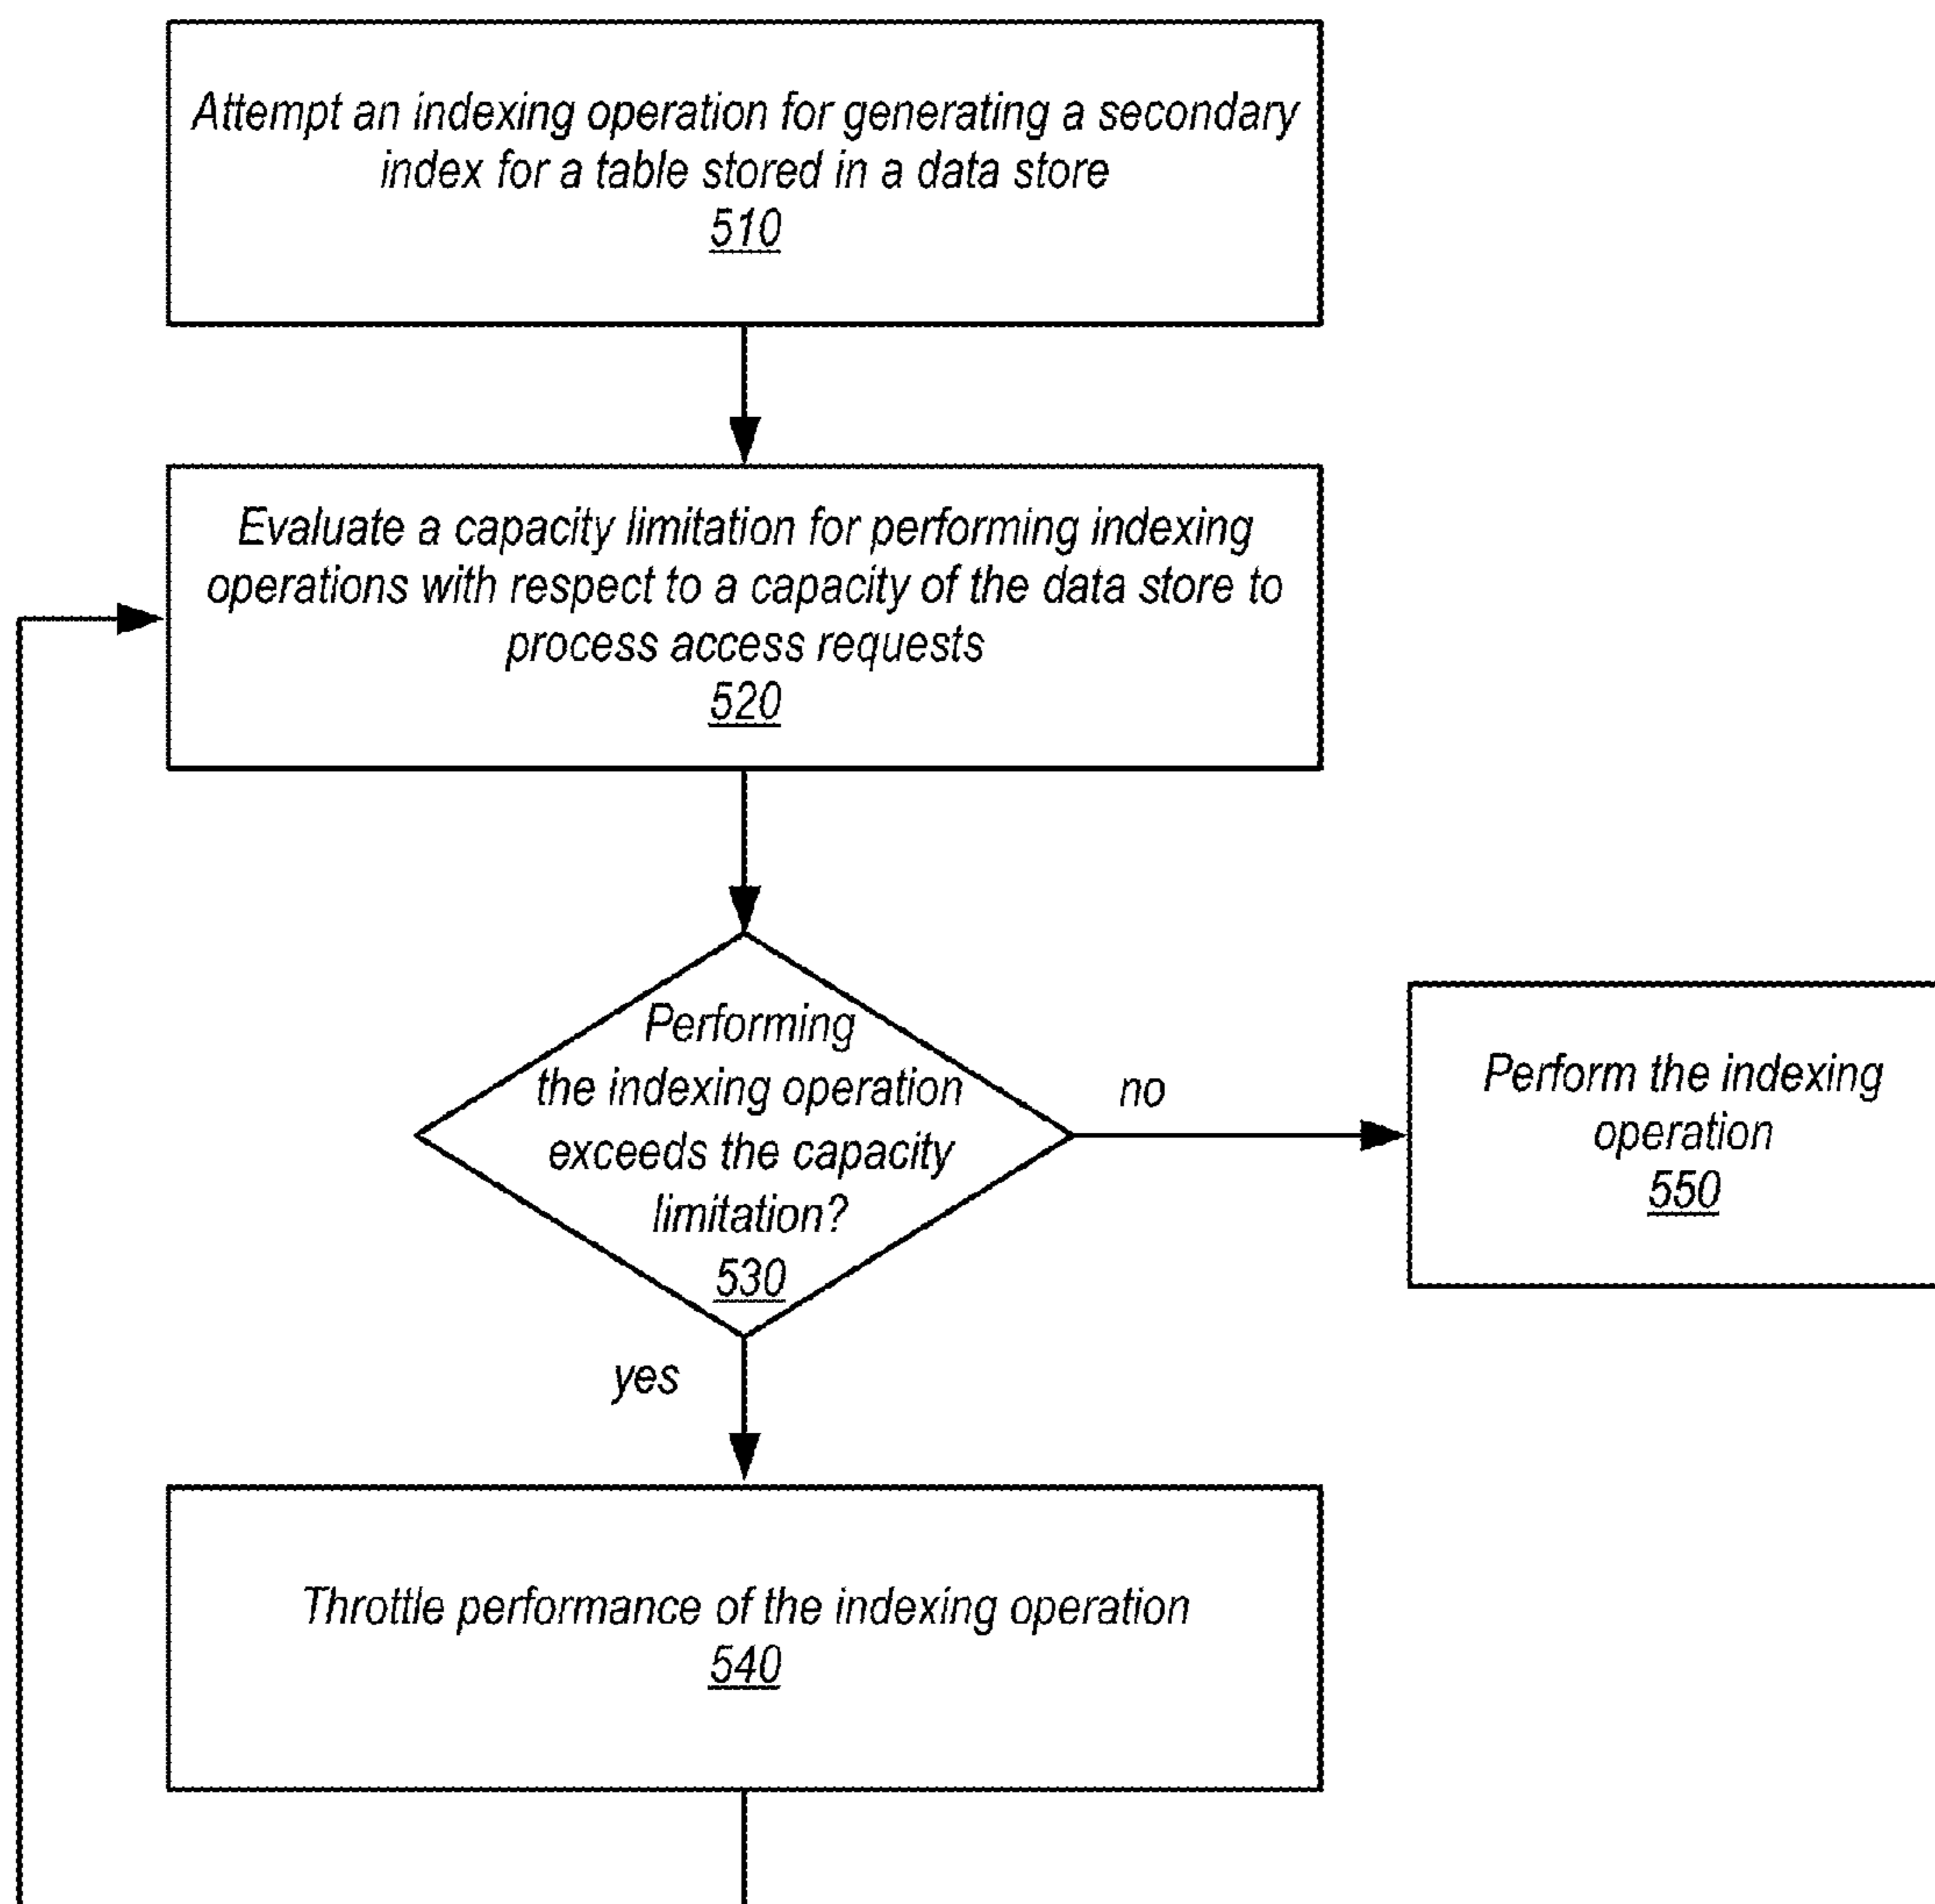 Attempt an indexing operation for generating a secondary
index for a table stored in a data store
510
Evaluate a capacity limitation for performing indexing
operations with respect to a capacity of the data store to
process access requests
520
Performing
the indexing operation
exceeds the capacity
limitation?
530
no
Perform the indexing
operation
550
yes
Throttle performance of the indexing operation
540